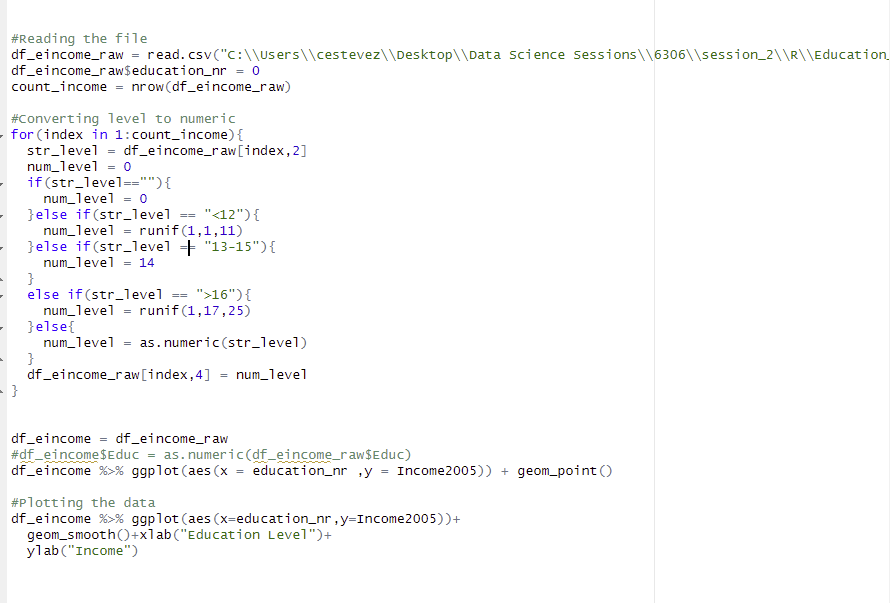 #Reading the file
df_eincome_raw = read.csv("C:\\Users\\cestevez\\Desktop\\Data Science Sessions\\6306\\session_2\\R\\Education_
df_eincome_raw$education_nr = 0
count_income = nrow(df_eincome_raw)
#Converting level to numeric
for(index in 1:count_income){
str_level = df_eincome_raw[index,2]
num_level = 0
if(str_level==""){
num_level = 0
}else if(str_level == "<12"){
num_level = runif(1,1,11)
}else if(str_level == "13-15"){
num_level = 14
}
else if(str_level == ">16"){
num_level = runif(1,17,25)
}else{
num_level = as.numeric(str_level)
}
df_eincome_raw[index,4] = num_level
}
df_eincome = df_eincome_raw
#df_eincome$Educ = as.numeric(df_eincome_raw$Educ)
df_eincome %>% ggplot(aes(x = education_nr ,y = Income2005)) + geom_point()
#Plotting the data
df_eincome %>% ggplot(aes(x=education_nr,y=Income2005))+
geom_smooth()+xlab("Education Level")+
ylab("Income")